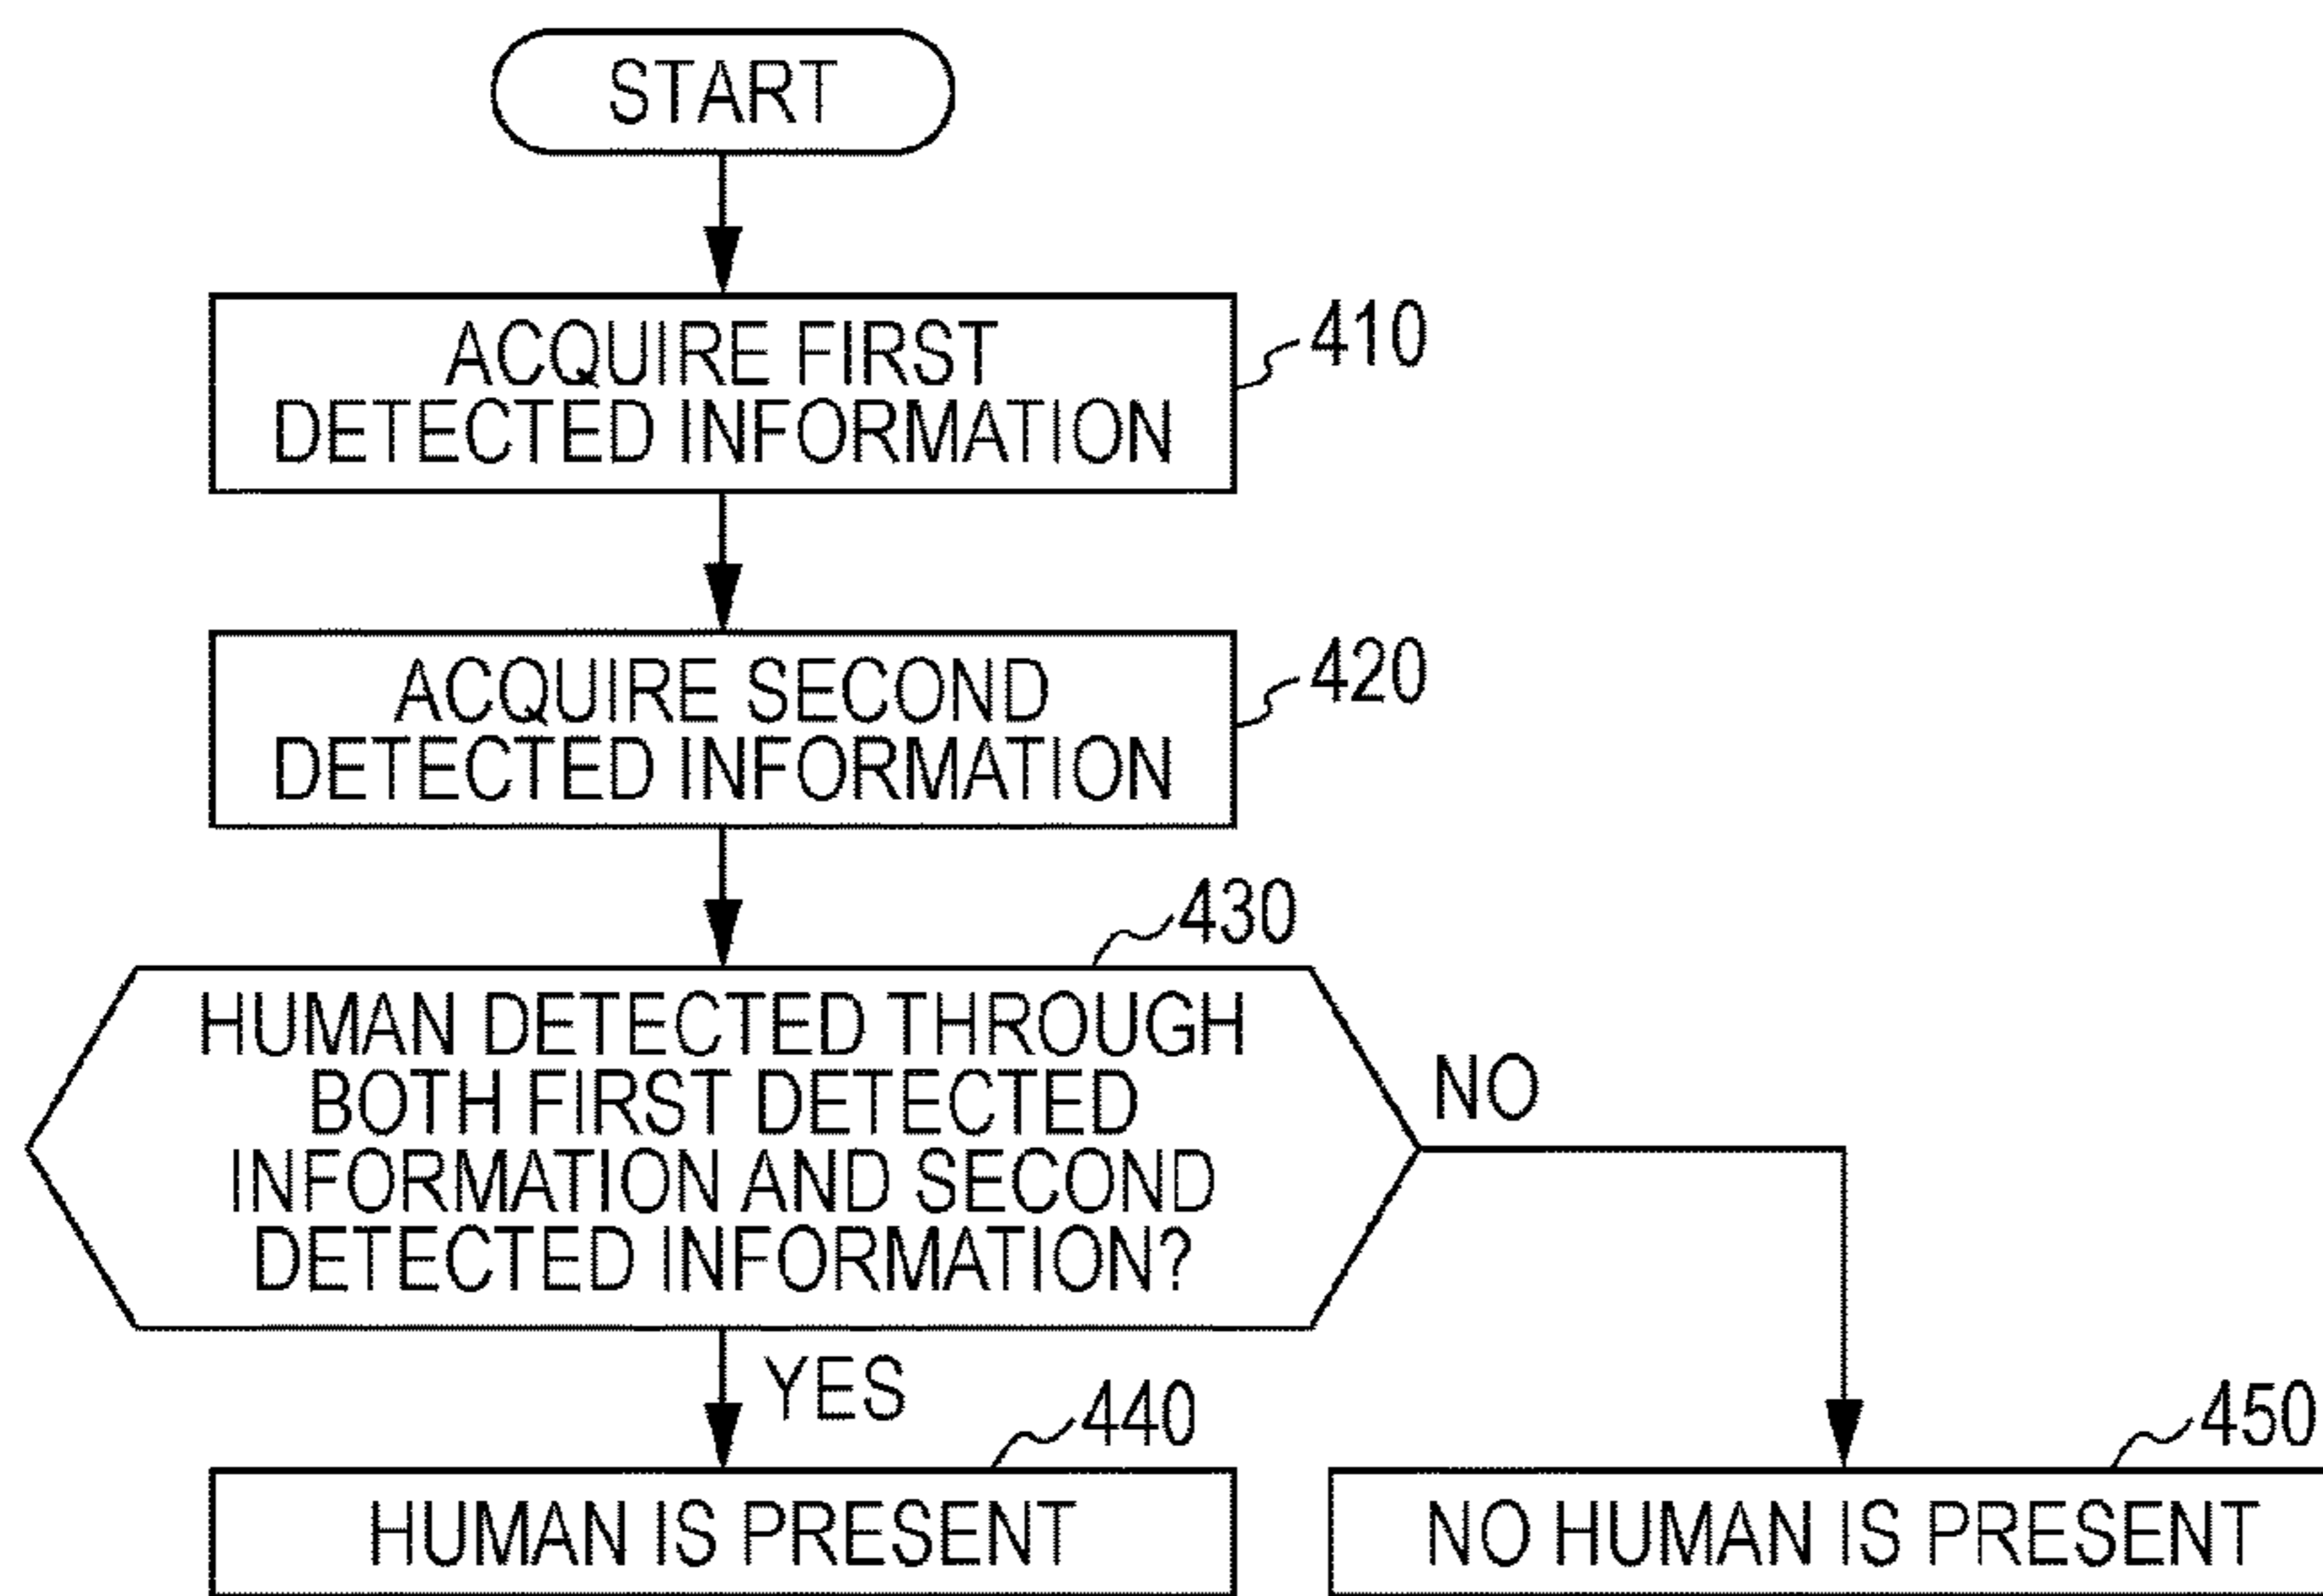 START
ACQUIRE FIRST
DETECTED INFORMATION
410
ACQUIRE SECOND
DETECTED INFORMATION
420
430
HUMAN DETECTED THROUGH
BOTH FIRST DETECTED
INFORMATION AND SECOND
DETECTED INFORMATION?
NO
YES
440
HUMAN IS PRESENT
450
NO HUMAN IS PRESENT